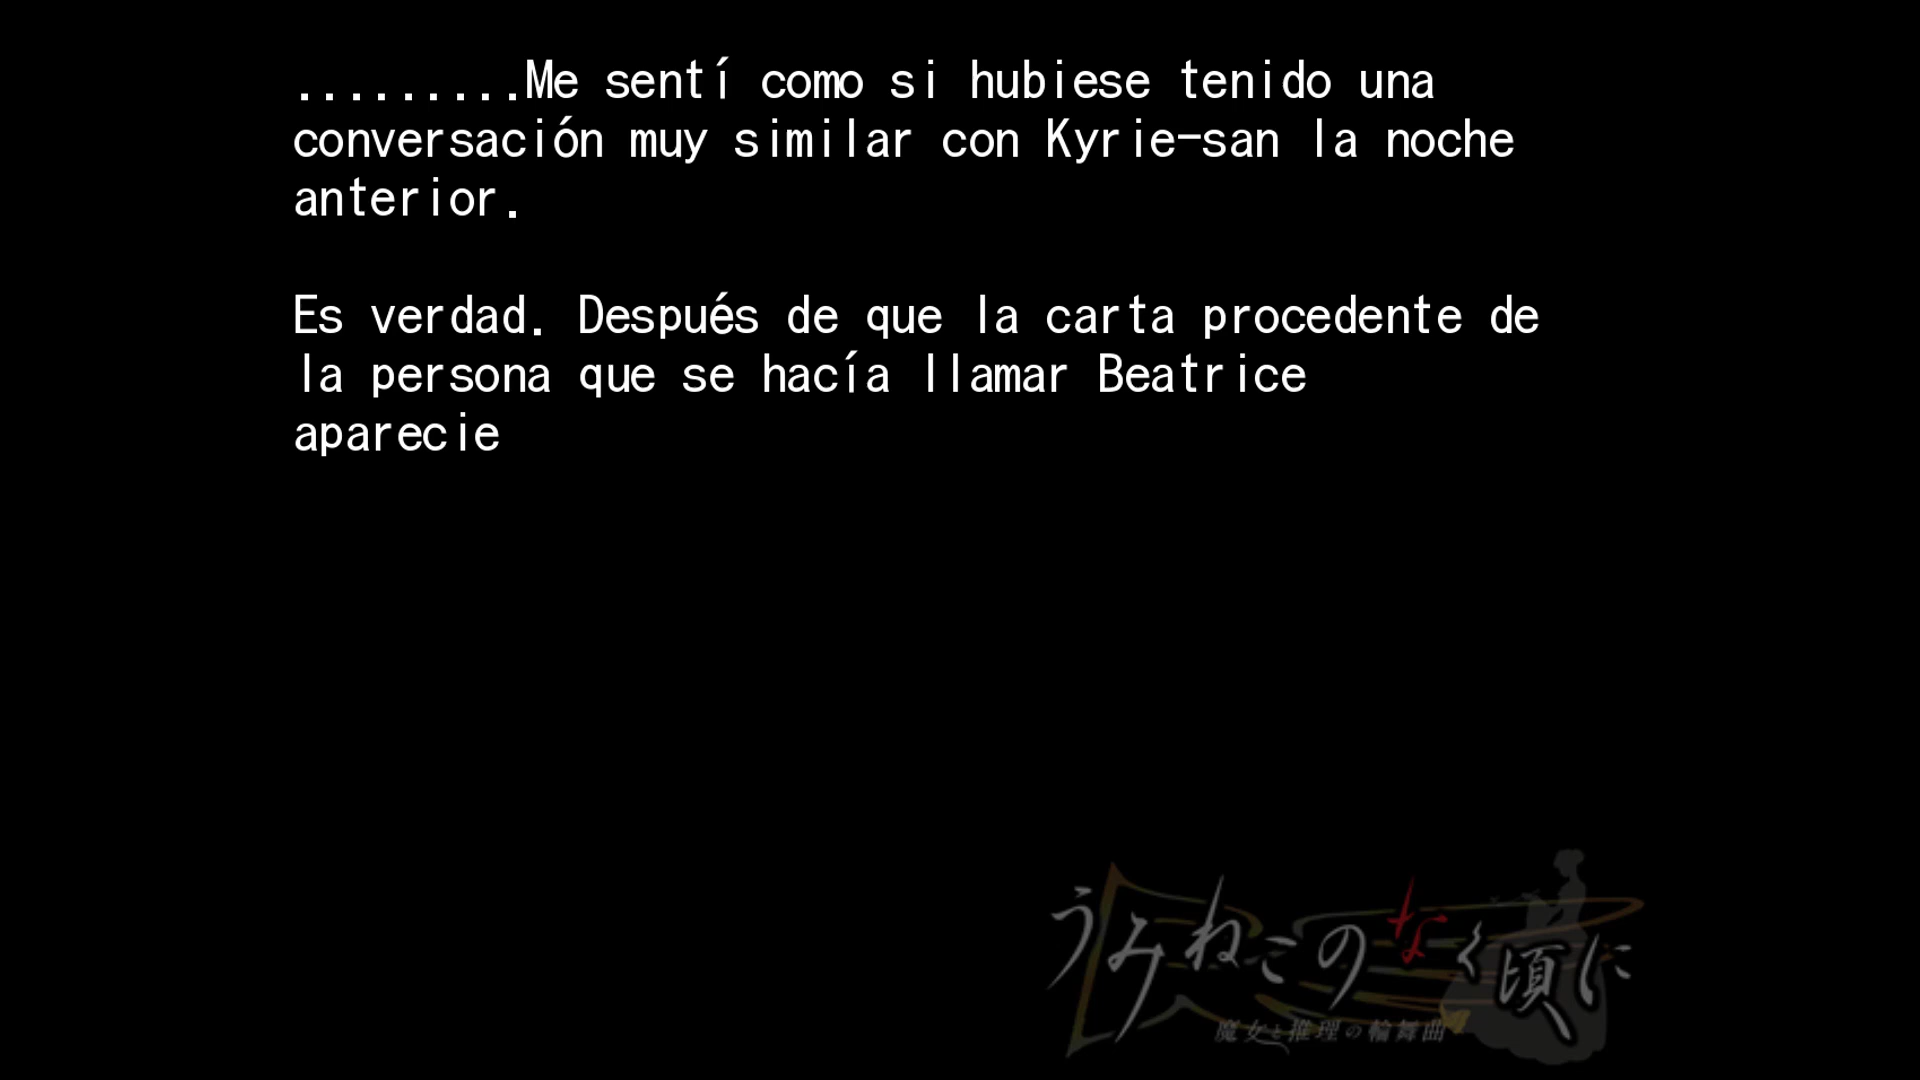 .........Me sentí como si hubiese tenido una
conversación muy similar con Kyrie-san la noche
anterior.
Es verdad. Después de que la carta procedente de
la persona que se hacía llamar Beatrice
aparecie
うみねこのなく頃に
魔女と推理の輪舞曲